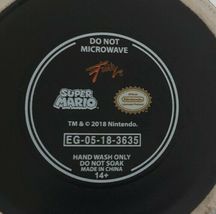 DO NOT
MICROWAVE
SUPER
MARIO
Nintendo
™ & © 2018 Nintendo.
EG-05-18-3635
HAND WASH ONLY
DO NOT SOAK
MADE IN CHINA
14+